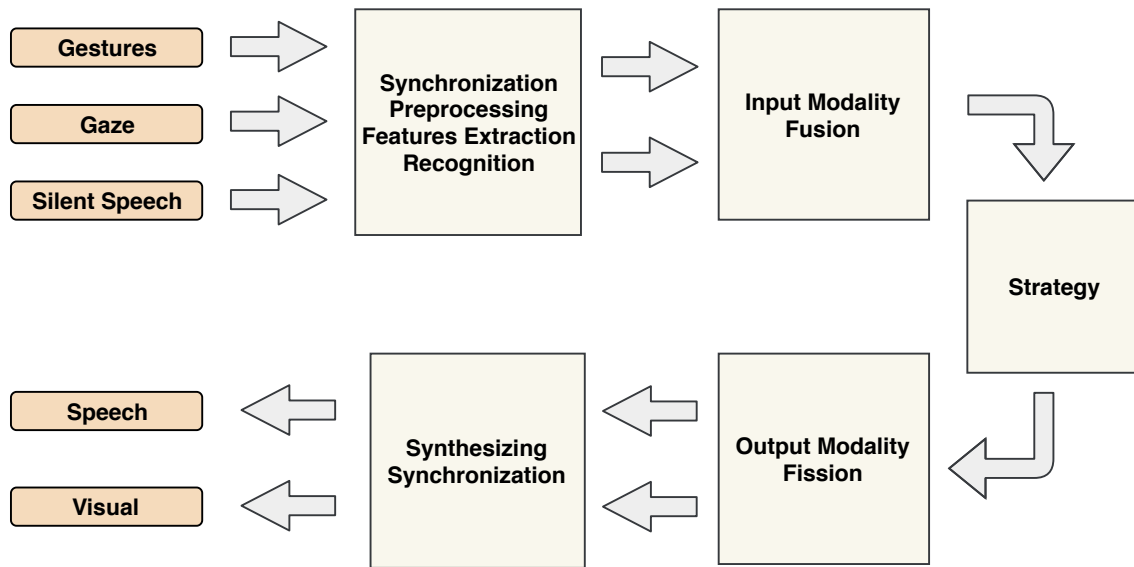 Gestures
Gaze
Silent Speech
Synchronization
Preprocessing
Features Extraction
Recognition
Input Modality
Fusion
Strategy
Output Modality
Fission
Synthesizing
Synchronization
Speech
Visual